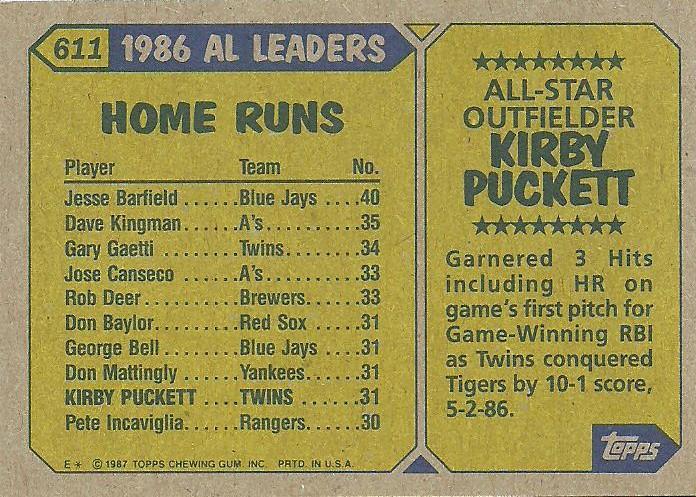 611 1986 AL LEADERS
HOME RUNS
Player Team No.
Jesse Barfield ......Blue Jays ....40
Dave Kingman ......A's............35
Gary Gaetti .........Twins........34
Jose Canseco .......A's............33
Rob Deer............Brewers.....33
Don Baylor..........Red Sox .....31
George Bell..........Blue Jays ....31
Don Mattingly ......Yankees......31
KIRBY PUCKETT ....TWINS .......31
Pete Incaviglia.......Rangers......30
E* © 1987 TOPPS CHEWING GUM, INC. PRTD. IN U.S.A.
★★★★★★★★
ALL-STAR
OUTFIELDER
KIRBY
PUCKETT
★★★★★★★★
Garnered 3 Hits
including HR on
game's first pitch for
Game-Winning RBI
as Twins conquered
Tigers by 10-1 score,
5-2-86.
topps